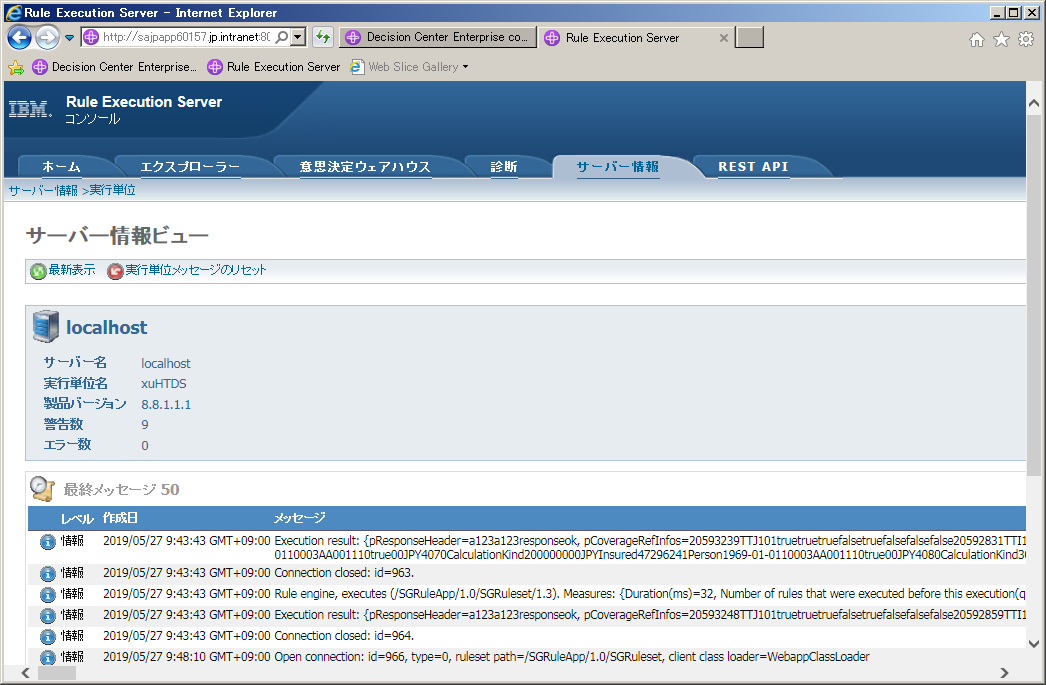 Rule Execution Server - Internet Explorer
http://sajpapp60157.jp.intranet:80
Decision Center Enterprise co...
Rule Execution Server
Decision Center Enterprise...
Rule Execution Server
Web Slice Gallery
IBM.
Rule Execution Server
コンソール
ホーム
エクスプローラー
意思決定ウェアハウス
診断
サーバー情報
REST API
サーバー情報 >実行単位
サーバー情報ビュー
最新表示
実行単位メッセージのリセット
localhost
サーバー名 localhost
実行単位名 xuHTDS
製品バージョン 8.8.1.1.1
警告数 9
エラー数 0
最終メッセージ 50
レベル 作成日 メッセージ
情報 2019/05/27 9:43:43 GMT+09:00 Execution result: {pResponseHeader=a123a123responseok, pCoverageRefInfos=20593239TTJ101truetruetruefalsetruefalsefalsefalse20592831TTI1
0110003AA001110true00JPY4070CalculationKind200000000JPYInsured47296241Person1969-01-0110003AA001110true00JPY4080CalculationKind30
情報 2019/05/27 9:43:43 GMT+09:00 Connection closed: id=963.
情報 2019/05/27 9:43:43 GMT+09:00 Rule engine, executes (/SGRuleApp/1.0/SGRuleset/1.3). Measures: {Duration(ms)=32, Number of rules that were executed before this execution(q
情報 2019/05/27 9:43:43 GMT+09:00 Execution result: {pResponseHeader=a123a123responseok, pCoverageRefInfos=20593248TTJ101truetruetruefalsetruefalsefalsefalse20592859TTI1
情報 2019/05/27 9:43:43 GMT+09:00 Connection closed: id=964.
情報 2019/05/27 9:48:10 GMT+09:00 Open connection: id=966, type=0, ruleset path=/SGRuleApp/1.0/SGRuleset, client class loader=WebappClassLoader